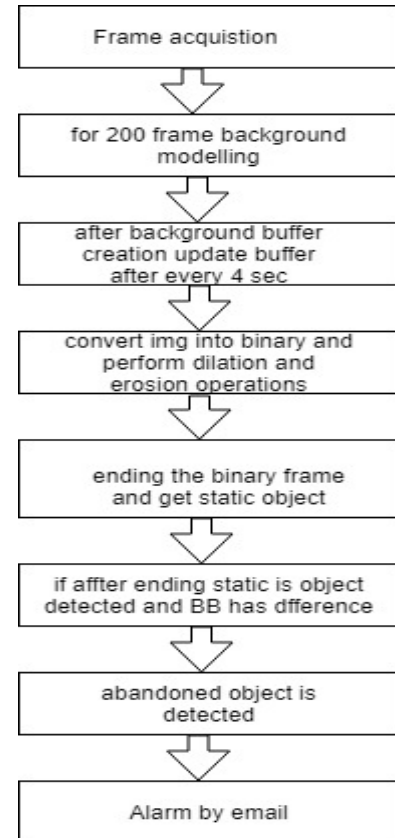 Frame acquistion
for 200 frame background
modelling
after background buffer
creation update buffer
after every 4 sec
convert img into binary and
perform dilation and
erosion operations
ending the binary frame
and get static object
if affter ending static is object
detected and BB has dfference
abandoned object is
detected
Alarm by email